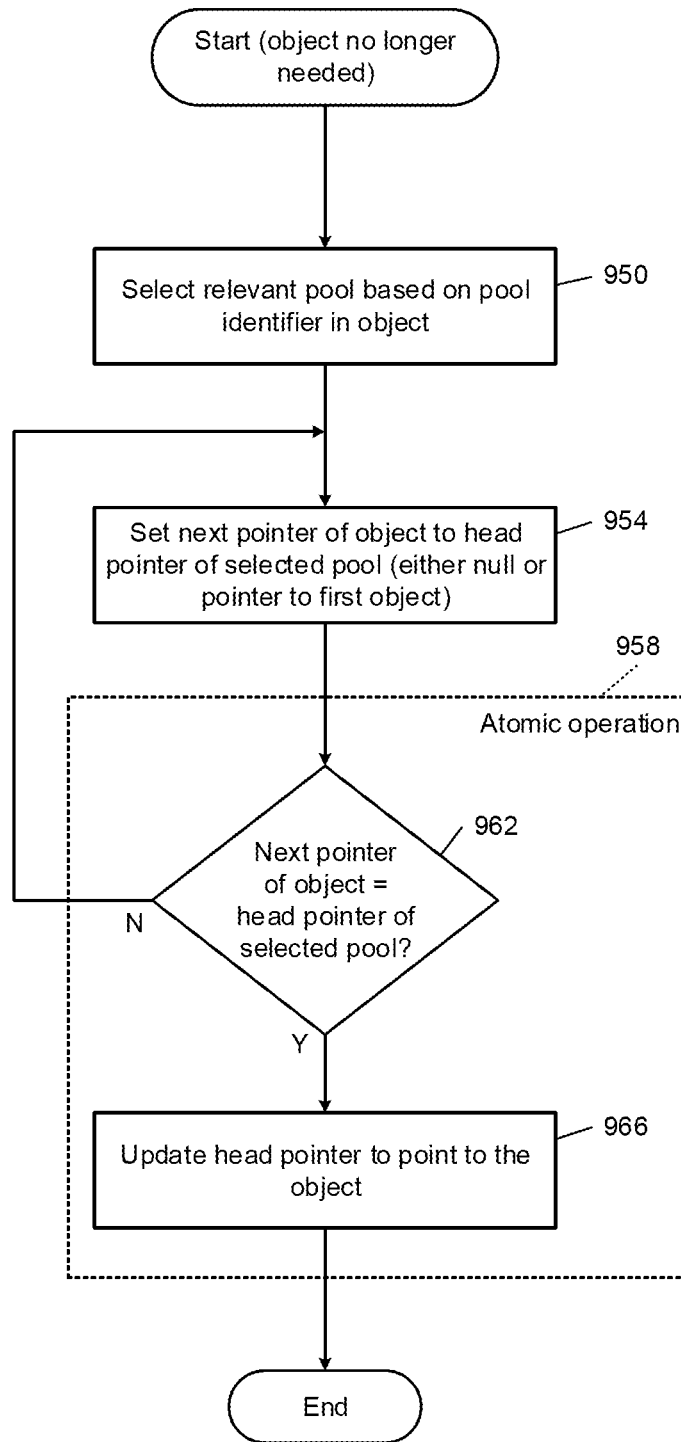 Start (object no longer
needed)
Select relevant pool based on pool
identifier in object
950
Set next pointer of object to head
pointer of selected pool (either null or
pointer to first object)
954
958
Atomic operation
Next pointer
of object =
head pointer of
selected pool?
962
N
Y
Update head pointer to point to the
object
966
End